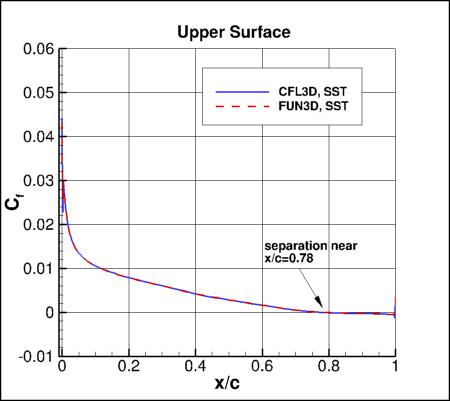 Upper Surface
0.06
0.05
0.04
0.03
0.02
0.01
0
-0.01
Cf
CFL3D, SST
FUN3D, SST
separation near
x/c=0.78
0 0.2 0.4 0.6 0.8 1
x/c